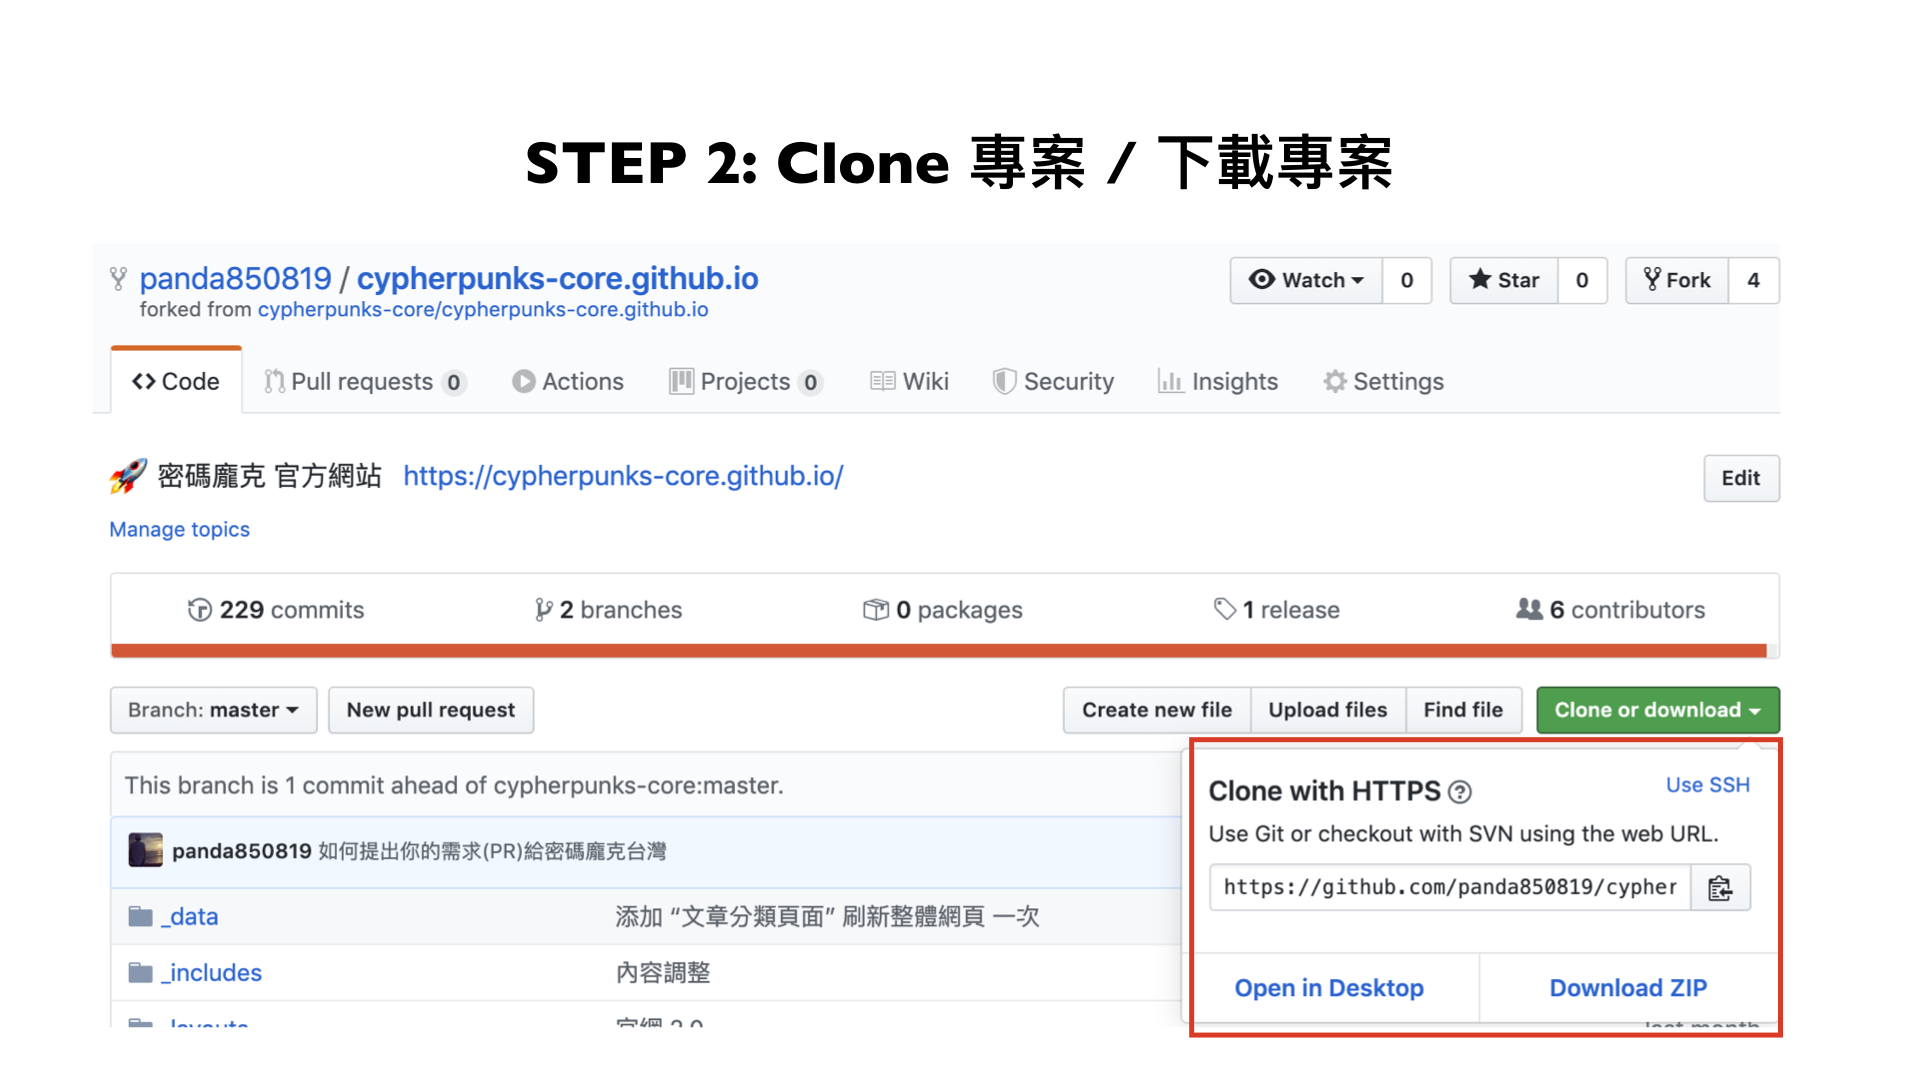 STEP 2: Clone 專案 / 下載專案
panda850819 / cypherpunks-core.github.io
forked from cypherpunks-core/cypherpunks-core.github.io
Watch 0 Star 0 Fork 4
Code Pull requests 0 Actions Projects 0 Wiki Security Insights Settings
密碼龐克 官方網站 https://cypherpunks-core.github.io/
Edit
Manage topics
229 commits 2 branches 0 packages 1 release 6 contributors
Branch: master New pull request Create new file Upload files Find file Clone or download
This branch is 1 commit ahead of cypherpunks-core:master.
panda850819 如何提出你的需求(PR)給密碼龐克台灣
_data 添加 “文章分類頁面” 刷新整體網頁 一次
_includes 內容調整
_layouts 官網 2.0
Clone with HTTPS Use SSH
Use Git or checkout with SVN using the web URL.
https://github.com/panda850819/cypher
Open in Desktop Download ZIP
last month